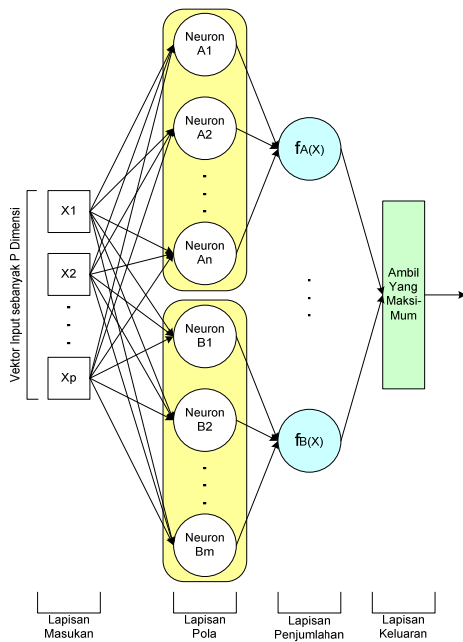 Neuron
A1
Neuron
A2
Neuron
An
Neuron
B1
Neuron
B2
Neuron
Bm
Vektor Input sebanyak P Dimensi
X1
X2
Xp
fA(X)
fB(X)
Ambil
Yang
Maksi-
Mum
Lapisan
Masukan
Lapisan
Pola
Lapisan
Penjumlahan
Lapisan
Keluaran